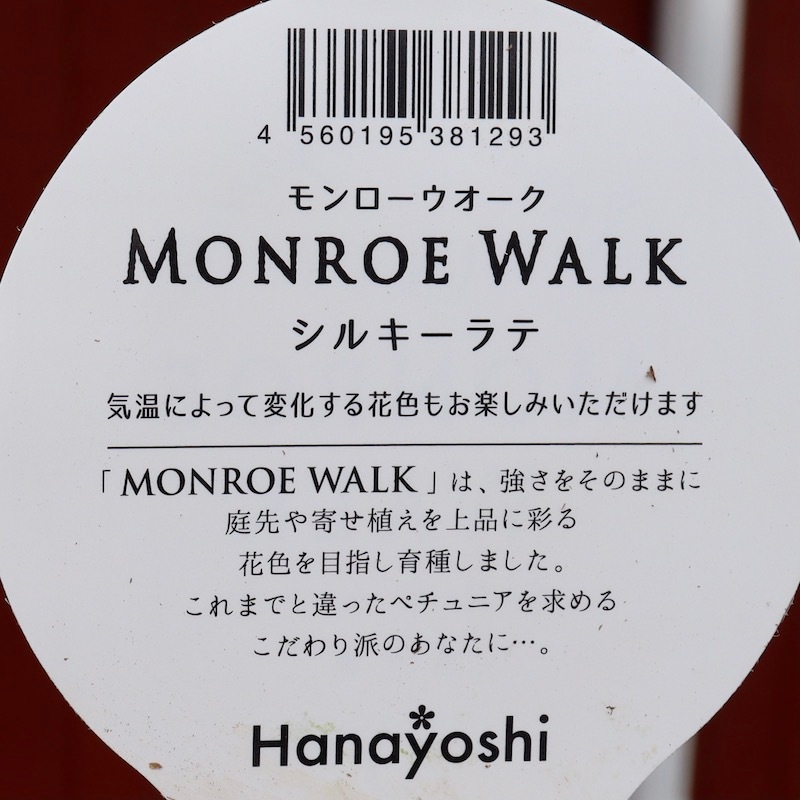 4 560195 381293
モンローウオーク
MONROE WALK
シルキーラテ
気温によって変化する花色もお楽しみいただけます
「MONROE WALK」は、強さをそのままに
庭先や寄せ植えを上品に彩る
花色を目指し育種しました。
これまでと違ったペチュニアを求める
こだわり派のあなたに…。
Hanayoshi